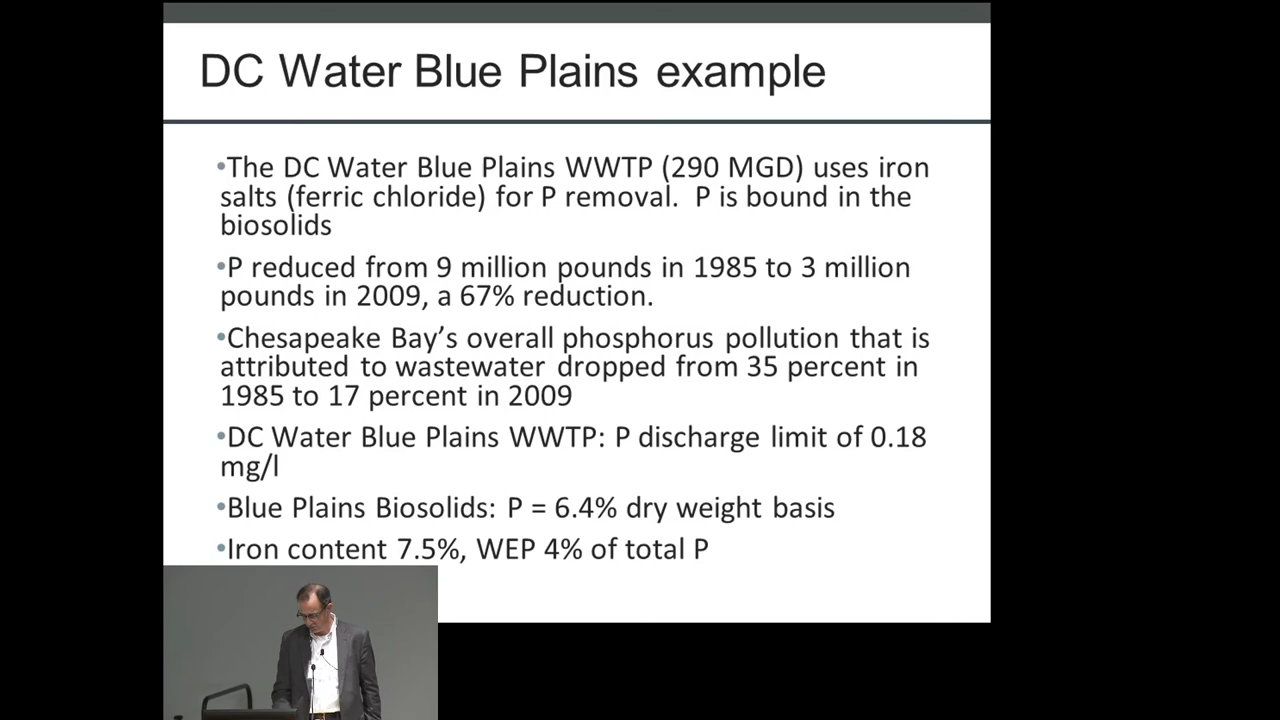 DC Water Blue Plains example
•The DC Water Blue Plains WWTP (290 MGD) uses iron
salts (ferric chloride) for P removal.  P is bound in the
biosolids
•P reduced from 9 million pounds in 1985 to 3 million
pounds in 2009, a 67% reduction.
•Chesapeake Bay’s overall phosphorus pollution that is
attributed to wastewater dropped from 35 percent in
1985 to 17 percent in 2009
•DC Water Blue Plains WWTP: P discharge limit of 0.18
mg/l
•Blue Plains Biosolids:  P = 6.4% dry weight basis
•Iron content 7.5%, WEP 4% of total P